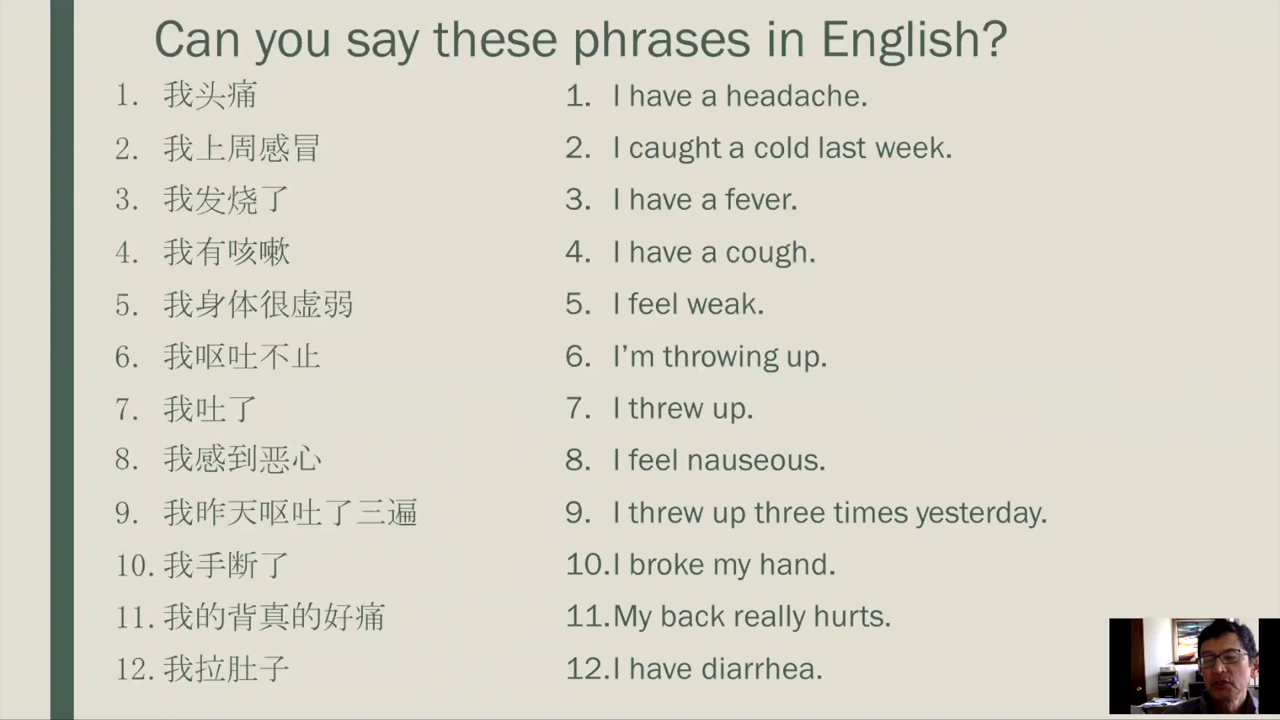 Can you say these phrases in English?
1. 我头痛
2. 我上周感冒
3. 我发烧了
4. 我有咳嗽
5. 我身体很虚弱
6. 我呕吐不止
7. 我吐了
8. 我感到恶心
9. 我昨天呕吐了三遍
10. 我手断了
11. 我的背真的好痛
12. 我拉肚子
1. I have a headache.
2. I caught a cold last week.
3. I have a fever.
4. I have a cough.
5. I feel weak.
6. I’m throwing up.
7. I threw up.
8. I feel nauseous.
9. I threw up three times yesterday.
10. I broke my hand.
11. My back really hurts.
12. I have diarrhea.